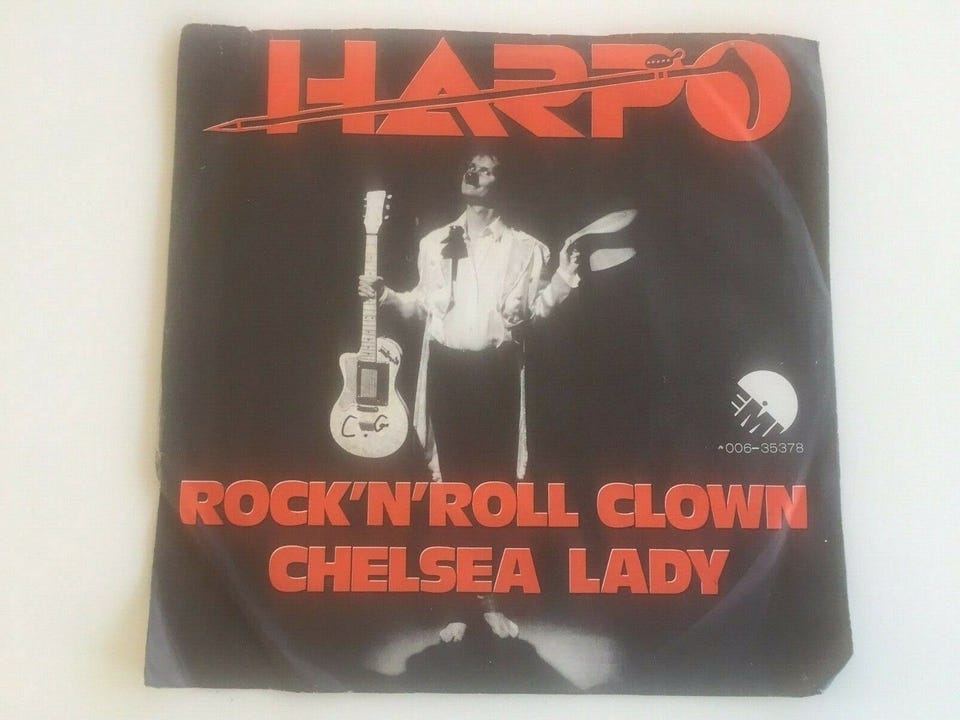 HARPO
C.G
EMI
006-35378
ROCK'N'ROLL CLOWN
CHELSEA LADY